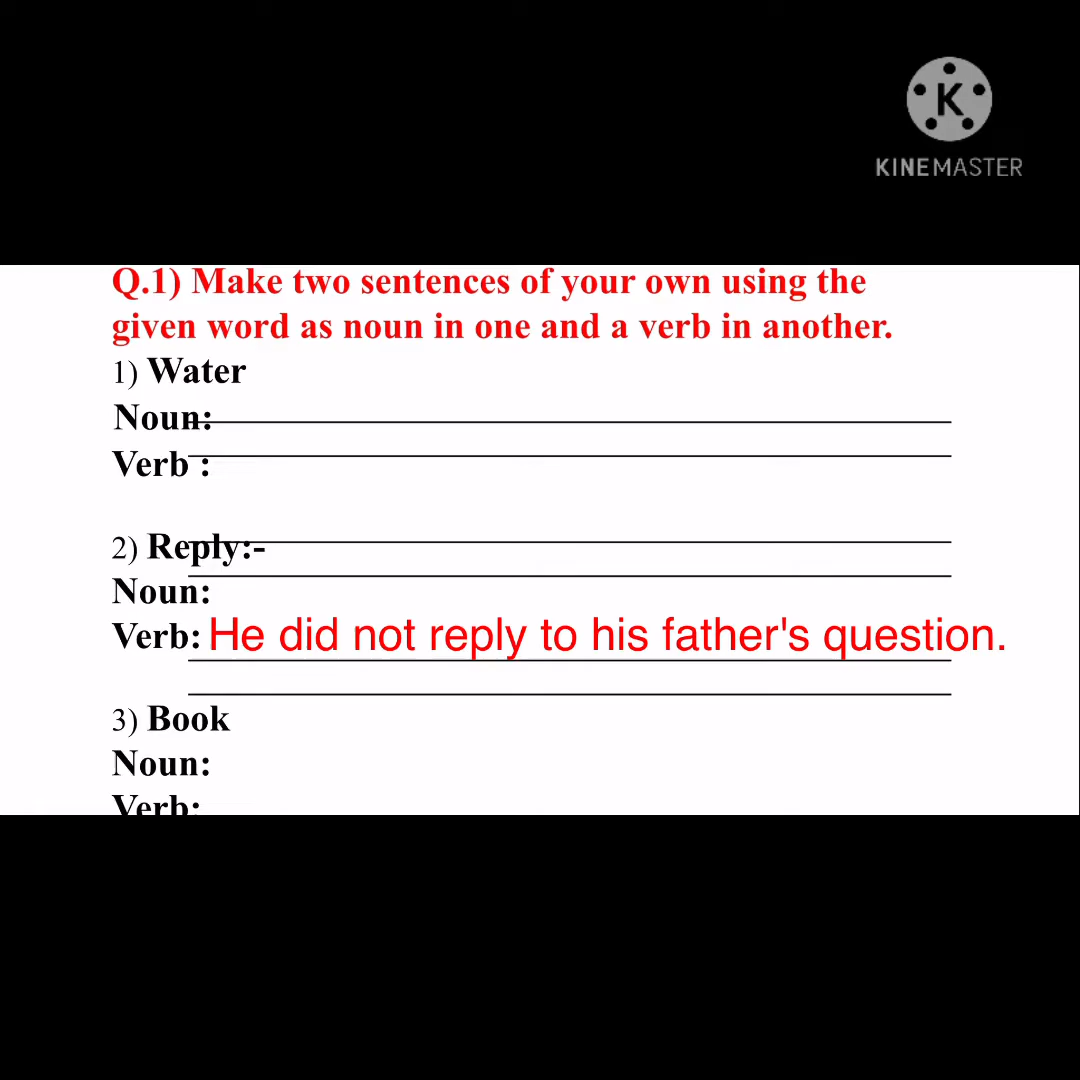 K
KINEMASTER
Q.1) Make two sentences of your own using the
given word as noun in one and a verb in another.
1) Water
Noun:
Verb :
2) Reply:-
Noun:
Verb: He did not reply to his father's question.
3) Book
Noun:
Verb: